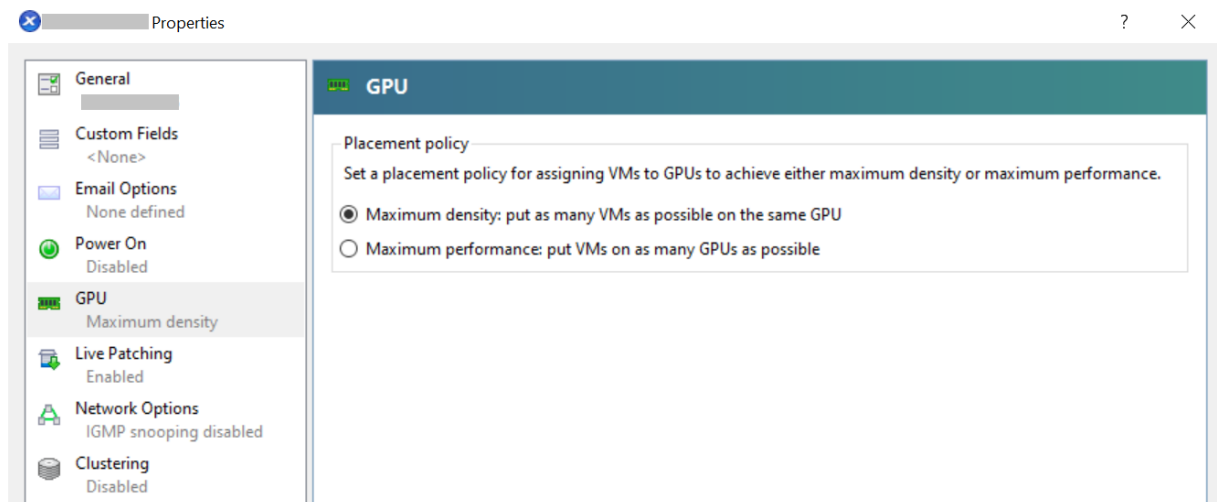 Properties
?
General
Custom Fields
<None>
Email Options
None defined
Power On
Disabled
GPU
Maximum density
Live Patching
Enabled
Network Options
IGMP snooping disabled
Clustering
Disabled
GPU
Placement policy
Set a placement policy for assigning VMs to GPUs to achieve either maximum density or maximum performance.
Maximum density: put as many VMs as possible on the same GPU
Maximum performance: put VMs on as many GPUs as possible